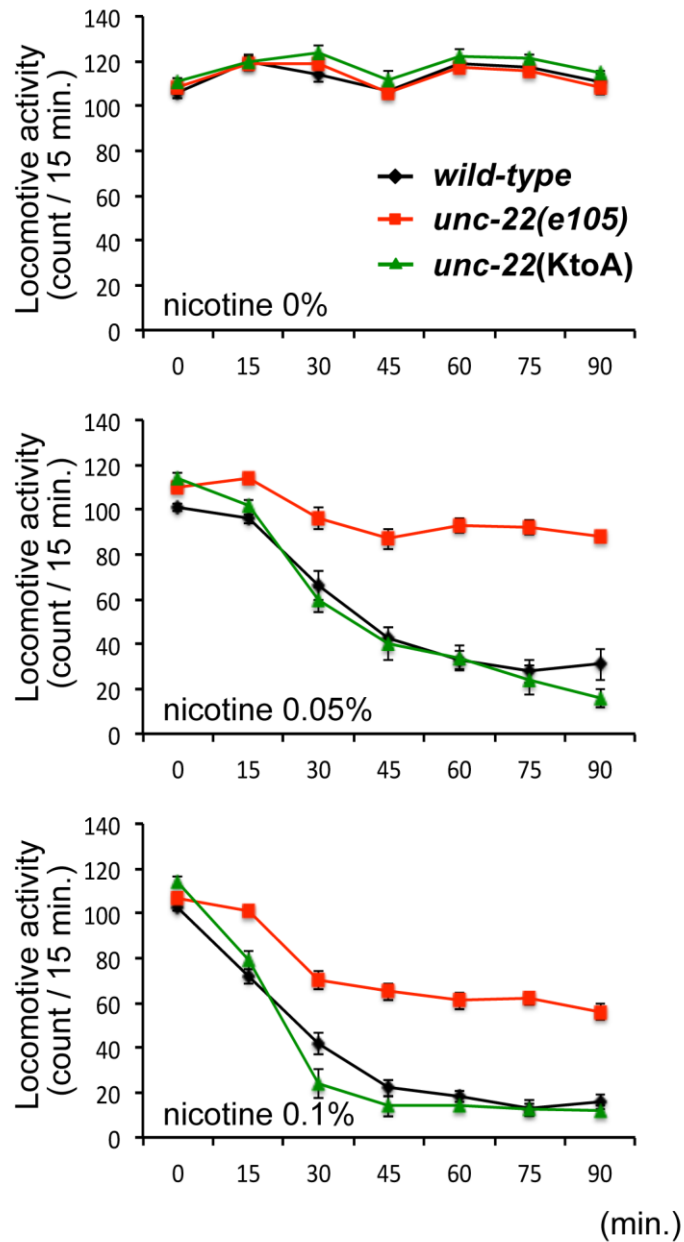 Locomotive activity
(count / 15 min.)
140
120
100
80
60
40
20
0
wild-type
unc-22(e105)
unc-22(KtoA)
nicotine 0%
0 15 30 45 60 75 90
Locomotive activity
(count / 15 min.)
140
120
100
80
60
40
20
0
nicotine 0.05%
0 15 30 45 60 75 90
Locomotive activity
(count / 15 min.)
140
120
100
80
60
40
20
0
nicotine 0.1%
0 15 30 45 60 75 90
(min.)